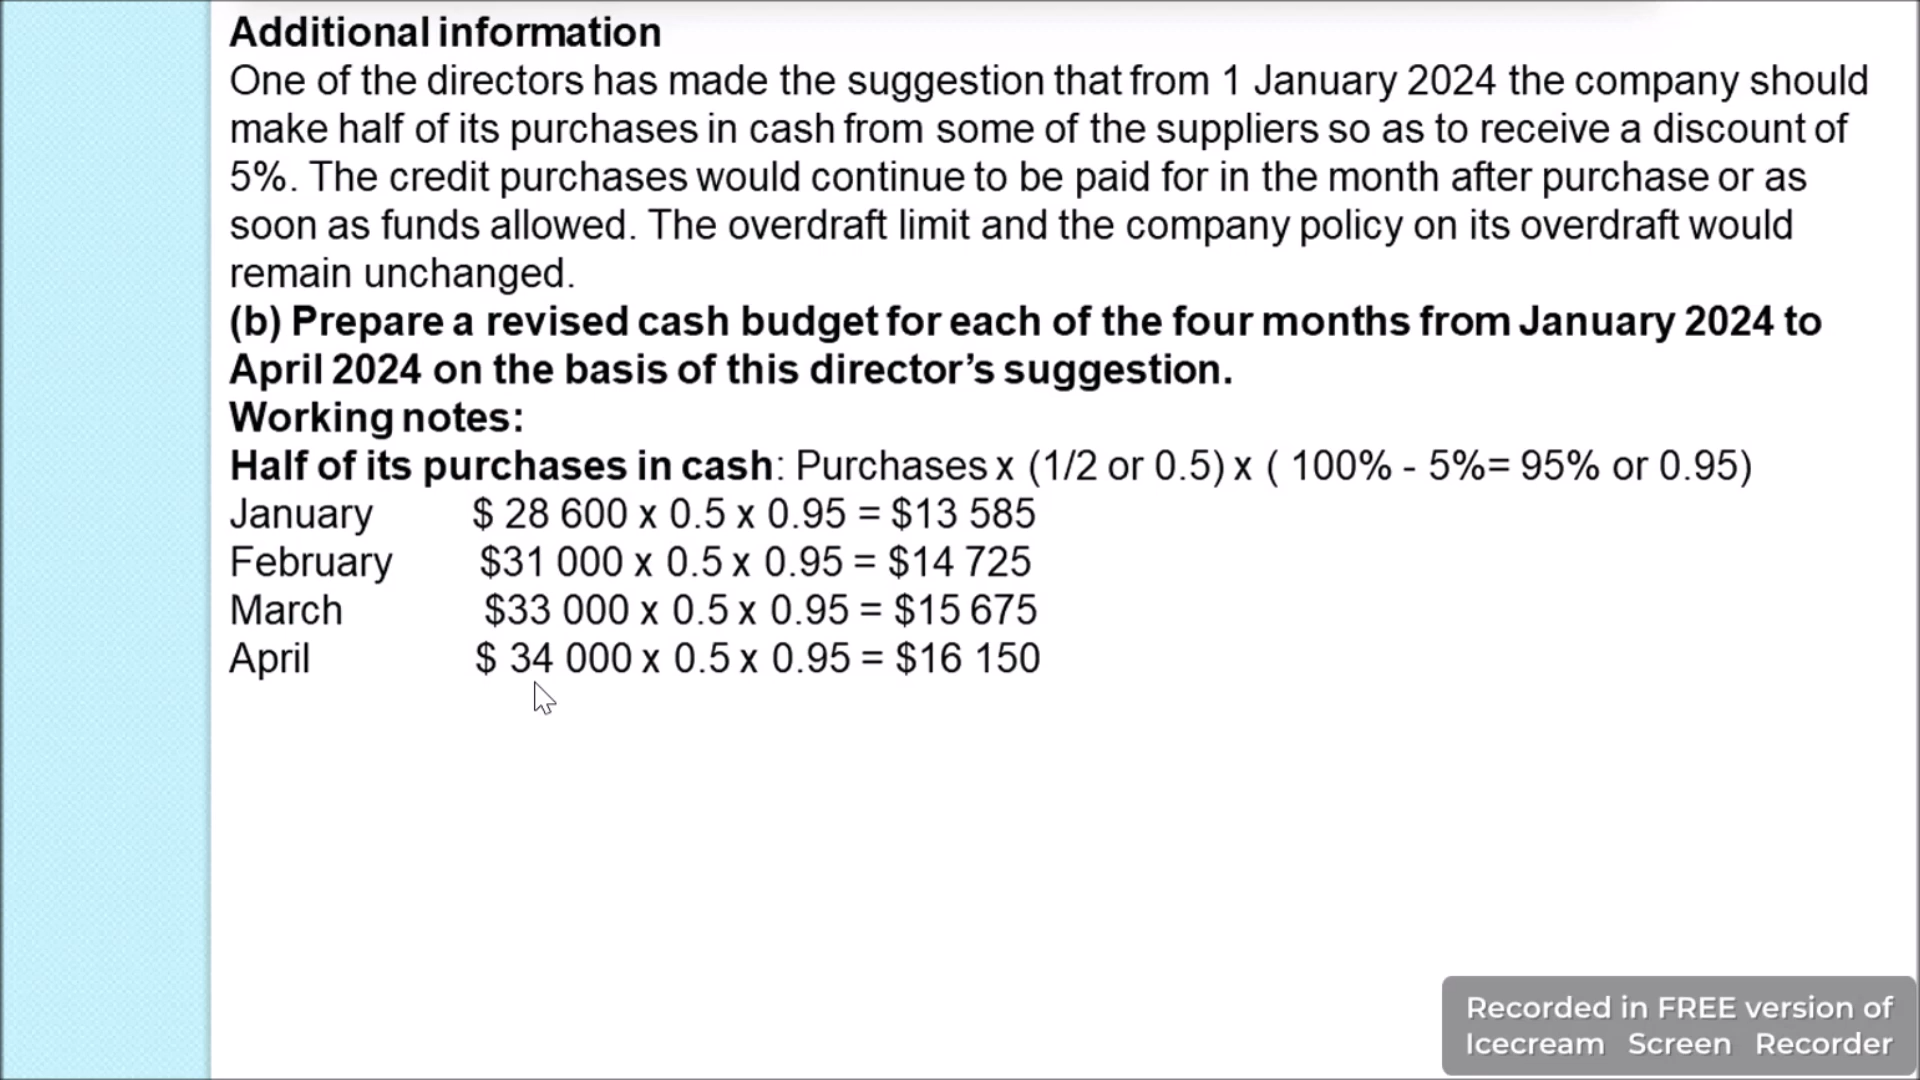 Additional information
One of the directors has made the suggestion that from 1 January 2024 the company should
make half of its purchases in cash from some of the suppliers so as to receive a discount of
5%. The credit purchases would continue to be paid for in the month after purchase or as
soon as funds allowed. The overdraft limit and the company policy on its overdraft would
remain unchanged.
(b) Prepare a revised cash budget for each of the four months from January 2024 to
April 2024 on the basis of this director’s suggestion.
Working notes:
Half of its purchases in cash: Purchases x (1/2 or 0.5) x ( 100% - 5%= 95% or 0.95)
January $ 28 600 x 0.5 x 0.95 = $13 585
February $31 000 x 0.5 x 0.95 = $14 725
March $33 000 x 0.5 x 0.95 = $15 675
April $ 34 000 x 0.5 x 0.95 = $16 150
Recorded in FREE version of
Icecream Screen Recorder